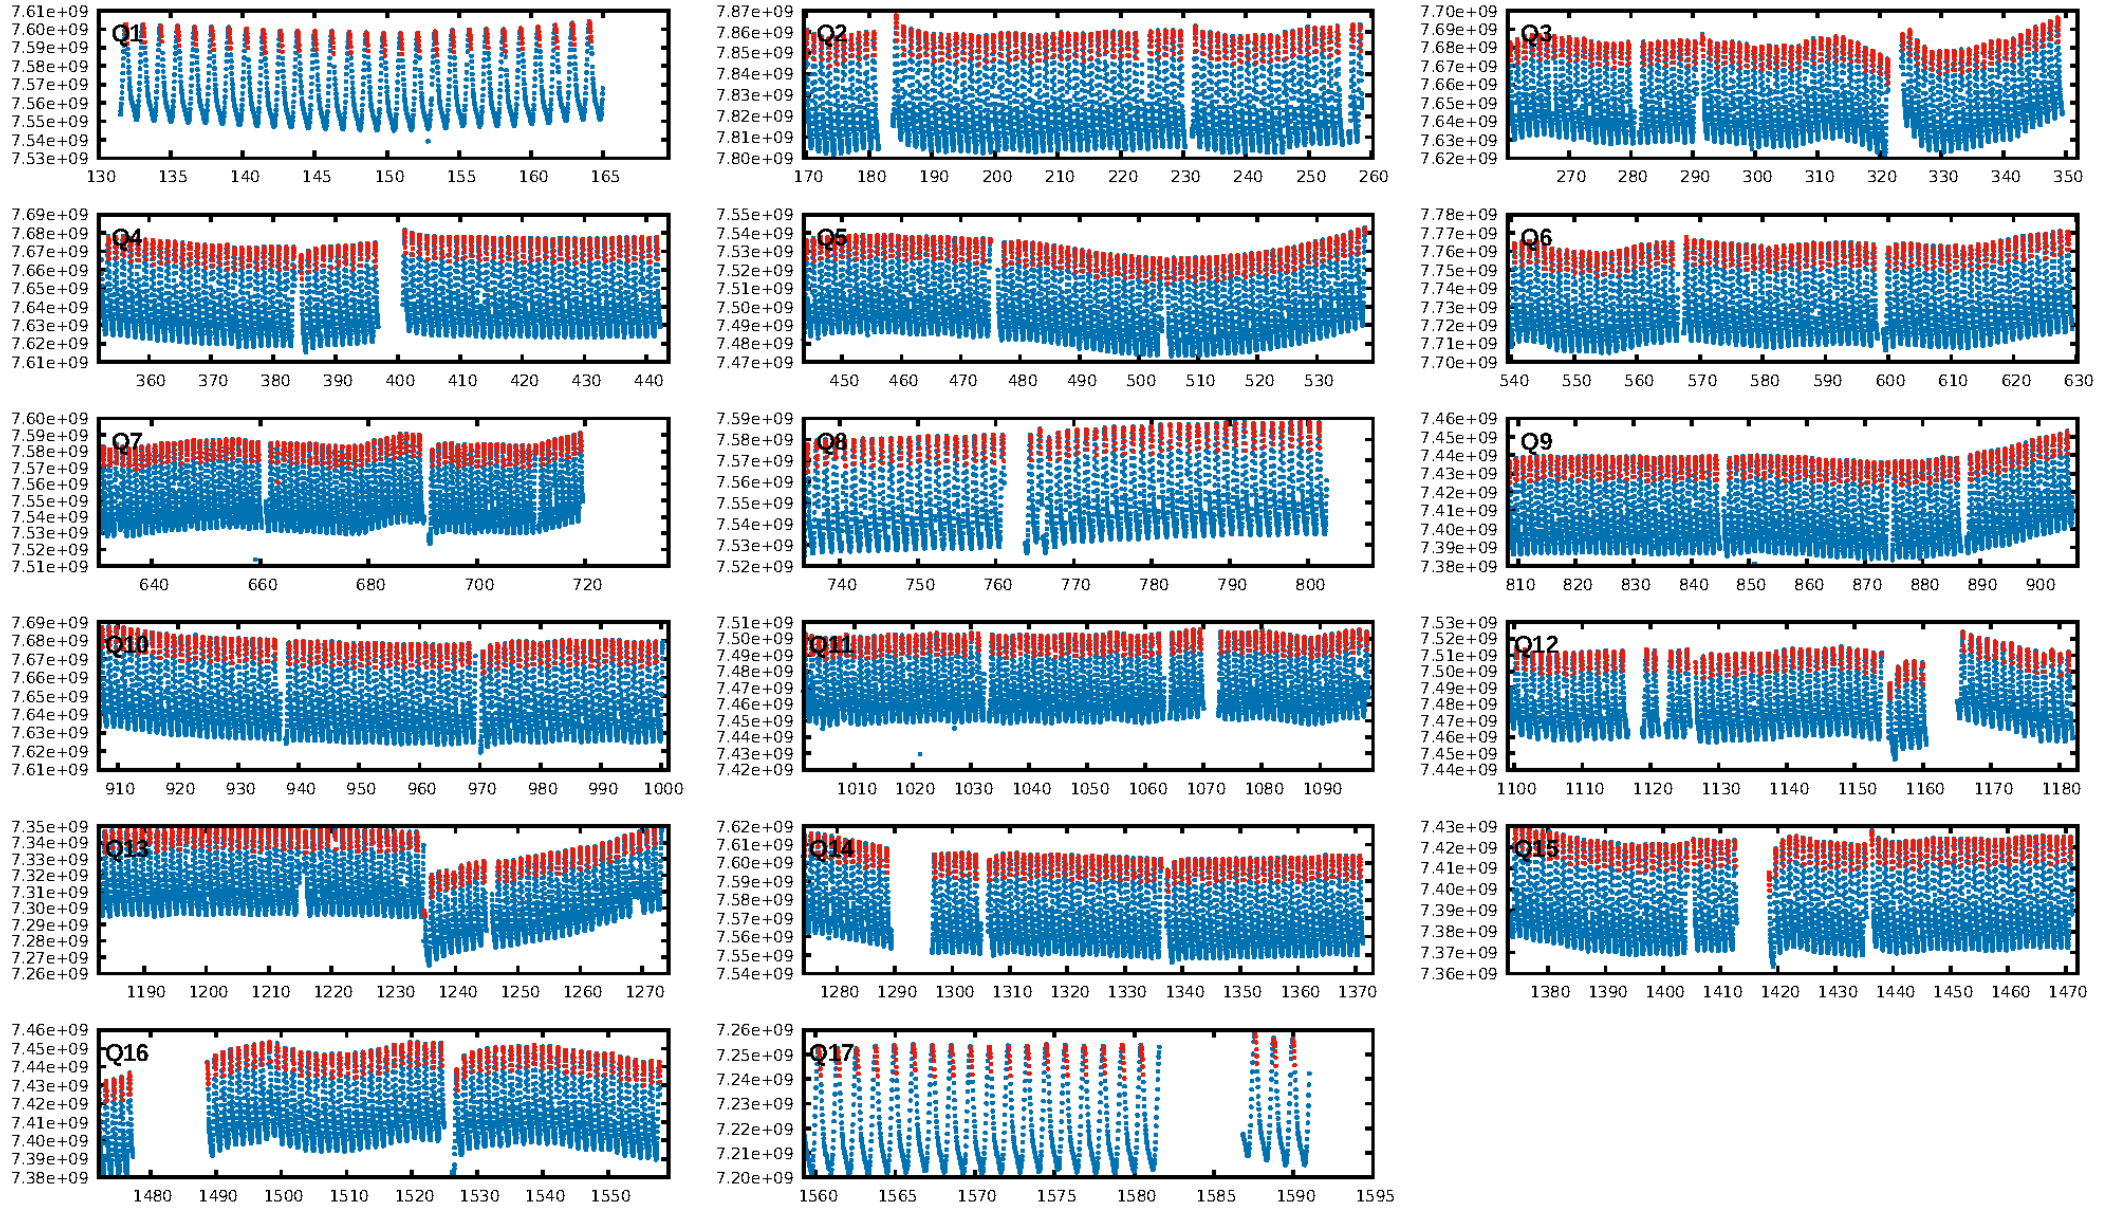 7.61e+09
7.60e+09
7.59e+09
7.58e+09
7.57e+09
7.56e+09
7.55e+09
7.54e+09
7.53e+09
Q1
130 135 140 145 150 155 160 165
7.87e+09
7.86e+09
7.85e+09
7.84e+09
7.83e+09
7.82e+09
7.81e+09
7.80e+09
Q2
170 180 190 200 210 220 230 240 250 260
7.70e+09
7.69e+09
7.68e+09
7.67e+09
7.66e+09
7.65e+09
7.64e+09
7.63e+09
7.62e+09
Q3
270 280 290 300 310 320 330 340 350
7.69e+09
7.68e+09
7.67e+09
7.66e+09
7.65e+09
7.64e+09
7.63e+09
7.62e+09
7.61e+09
Q4
360 370 380 390 400 410 420 430 440
7.55e+09
7.54e+09
7.53e+09
7.52e+09
7.51e+09
7.50e+09
7.49e+09
7.48e+09
7.47e+09
Q5
450 460 470 480 490 500 510 520 530
7.78e+09
7.77e+09
7.76e+09
7.75e+09
7.74e+09
7.73e+09
7.72e+09
7.71e+09
7.70e+09
Q6
540 550 560 570 580 590 600 610 620 630
7.60e+09
7.59e+09
7.58e+09
7.57e+09
7.56e+09
7.55e+09
7.54e+09
7.53e+09
7.52e+09
7.51e+09
Q7
640 660 680 700 720
7.59e+09
7.58e+09
7.57e+09
7.56e+09
7.55e+09
7.54e+09
7.53e+09
7.52e+09
Q8
740 750 760 770 780 790 800
7.46e+09
7.45e+09
7.44e+09
7.43e+09
7.42e+09
7.41e+09
7.40e+09
7.39e+09
7.38e+09
Q9
810 820 830 840 850 860 870 880 890 900
7.69e+09
7.68e+09
7.67e+09
7.66e+09
7.65e+09
7.64e+09
7.63e+09
7.62e+09
7.61e+09
Q10
910 920 930 940 950 960 970 980 990 1000
7.51e+09
7.50e+09
7.49e+09
7.48e+09
7.47e+09
7.46e+09
7.45e+09
7.44e+09
7.43e+09
7.42e+09
Q11
1010 1020 1030 1040 1050 1060 1070 1080 1090
7.53e+09
7.52e+09
7.51e+09
7.50e+09
7.49e+09
7.48e+09
7.47e+09
7.46e+09
7.45e+09
7.44e+09
Q12
1100 1110 1120 1130 1140 1150 1160 1170 1180
7.35e+09
7.34e+09
7.33e+09
7.32e+09
7.31e+09
7.30e+09
7.29e+09
7.28e+09
7.27e+09
7.26e+09
Q13
1190 1200 1210 1220 1230 1240 1250 1260 1270
7.62e+09
7.61e+09
7.60e+09
7.59e+09
7.58e+09
7.57e+09
7.56e+09
7.55e+09
7.54e+09
Q14
1280 1290 1300 1310 1320 1330 1340 1350 1360 1370
7.43e+09
7.42e+09
7.41e+09
7.40e+09
7.39e+09
7.38e+09
7.37e+09
7.36e+09
Q15
1380 1390 1400 1410 1420 1430 1440 1450 1460 1470
7.46e+09
7.45e+09
7.44e+09
7.43e+09
7.42e+09
7.41e+09
7.40e+09
7.39e+09
7.38e+09
Q16
1480 1490 1500 1510 1520 1530 1540 1550
7.26e+09
7.25e+09
7.24e+09
7.23e+09
7.22e+09
7.21e+09
7.20e+09
Q17
1560 1565 1570 1575 1580 1585 1590 1595